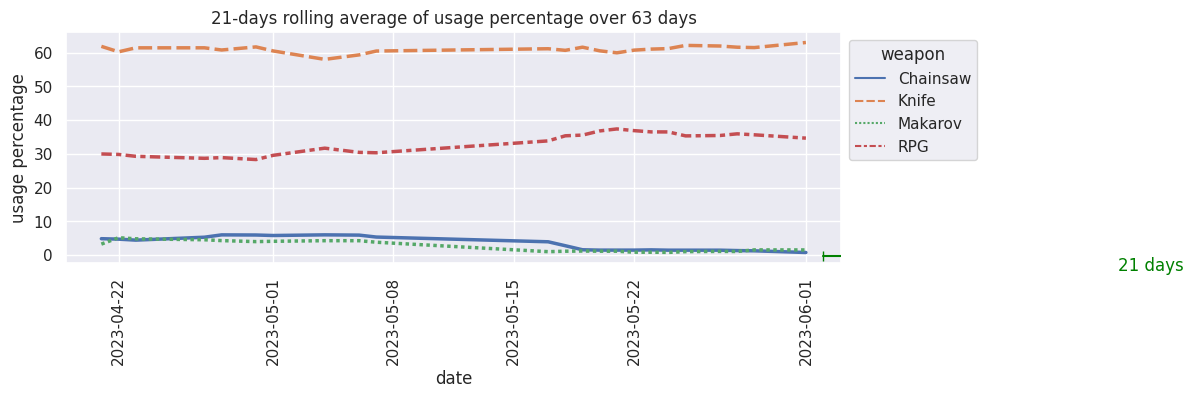 21-days rolling average of usage percentage over 63 days
usage percentage
60
50
40
30
20
10
0
2023-04-22
2023-05-01
2023-05-08
2023-05-15
2023-05-22
2023-06-01
date
weapon
Chainsaw
Knife
Makarov
RPG
21 days